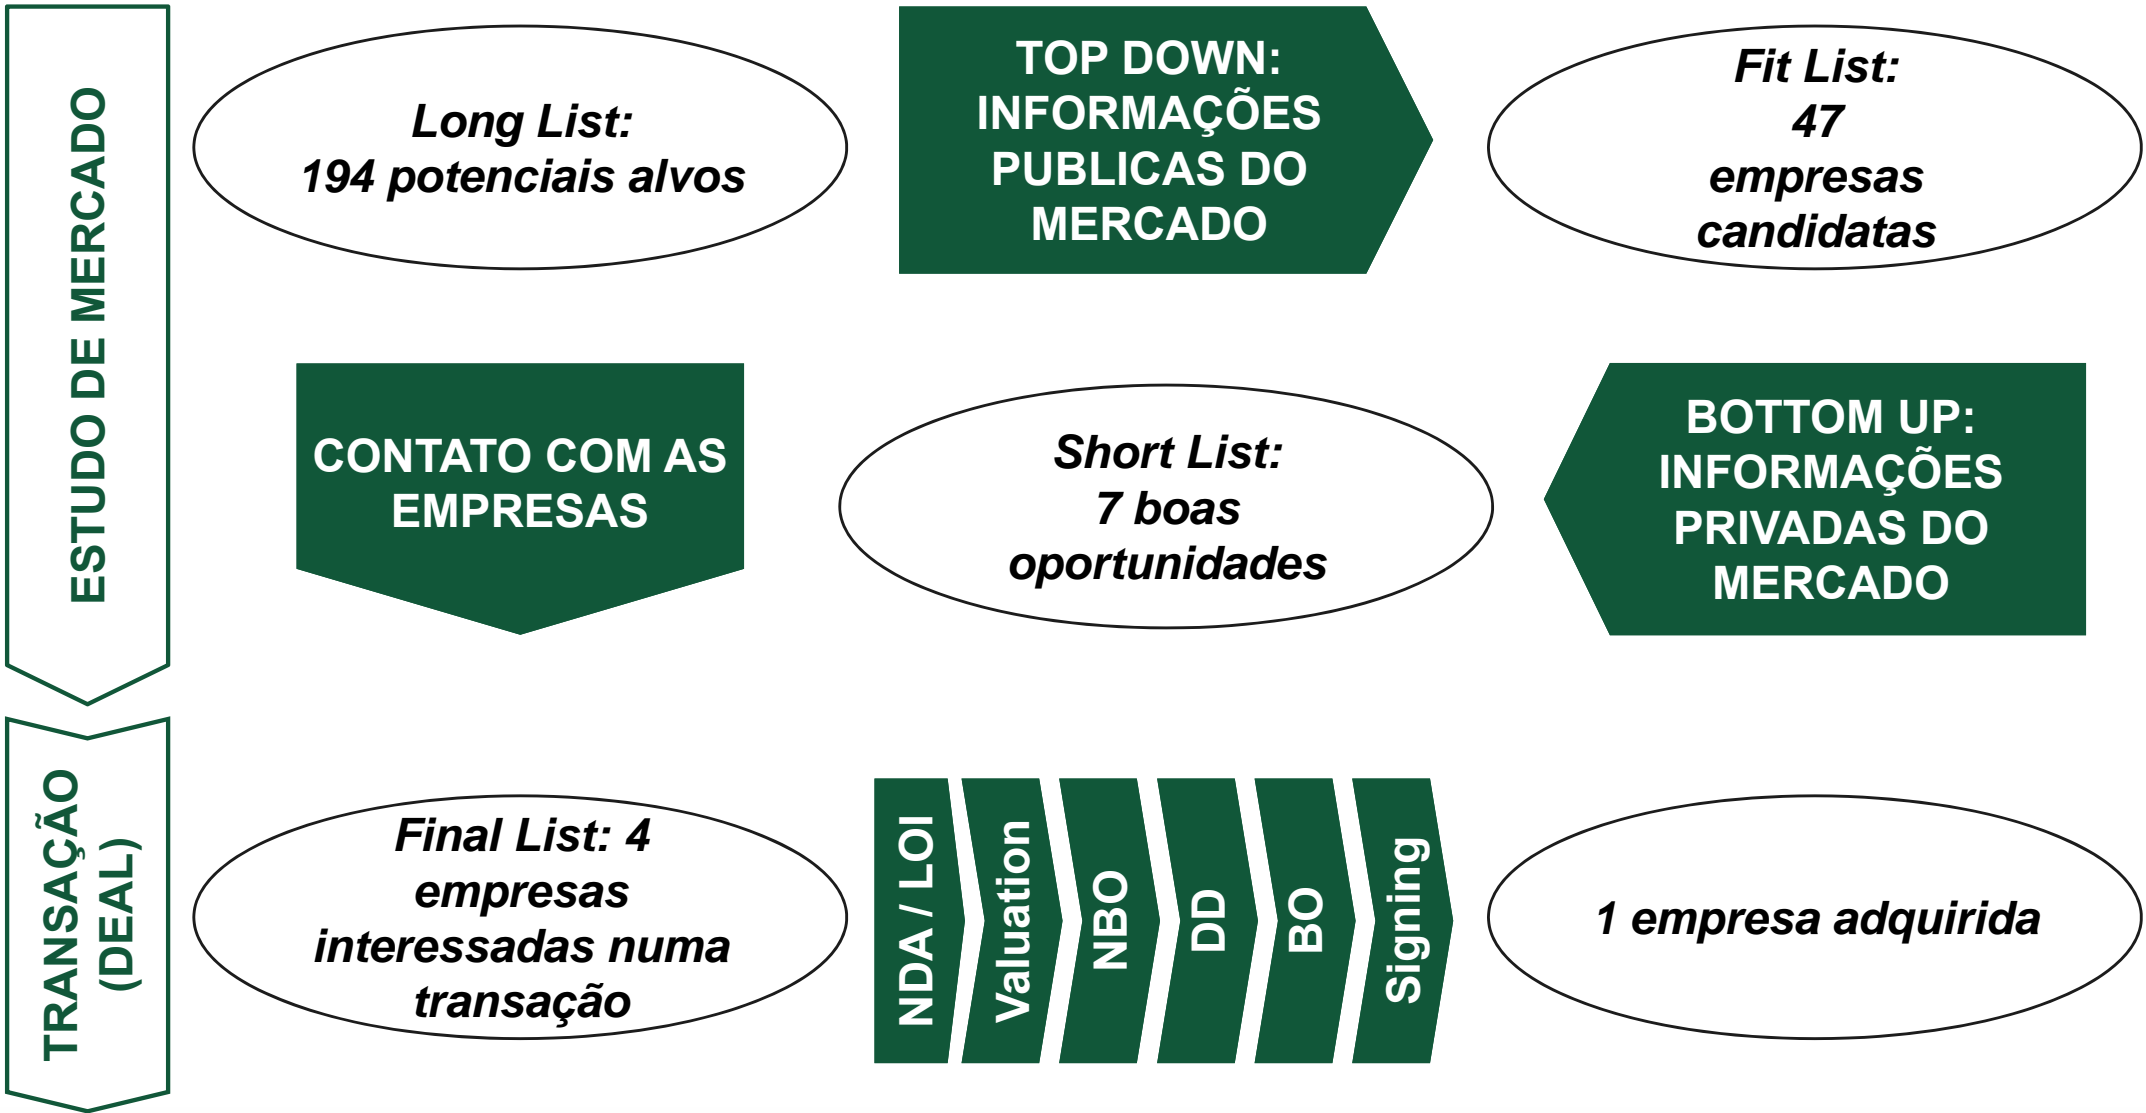 ESTUDO DE MERCADO
Long List:
194 potenciais alvos
TOP DOWN:
INFORMAÇÕES
PUBLICAS DO
MERCADO
Fit List:
47
empresas
candidatas
BOTTOM UP:
INFORMAÇÕES
PRIVADAS DO
MERCADO
Short List:
7 boas
oportunidades
CONTATO COM AS
EMPRESAS
TRANSAÇÃO
(DEAL)
Final List: 4
empresas
interessadas numa
transação
NDA / LOI
Valuation
NBO
DD
BO
Signing
1 empresa adquirida